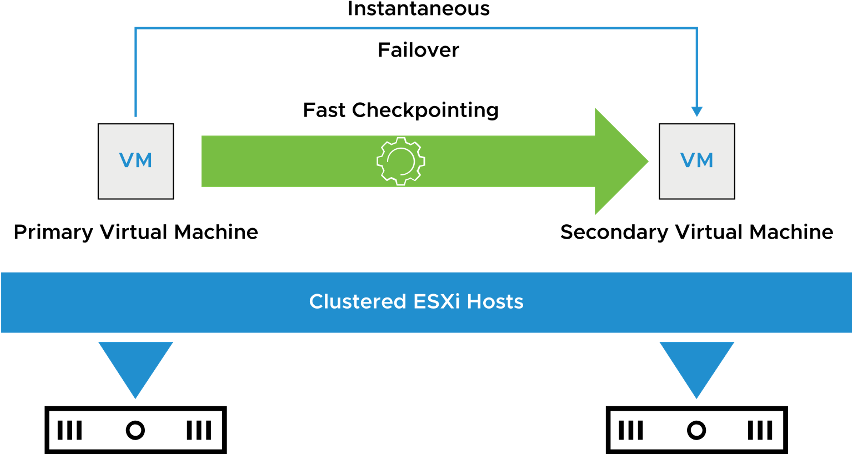 Instantaneous
Failover
Fast Checkpointing
VM
VM
Primary Virtual Machine
Secondary Virtual Machine
Clustered ESXi Hosts